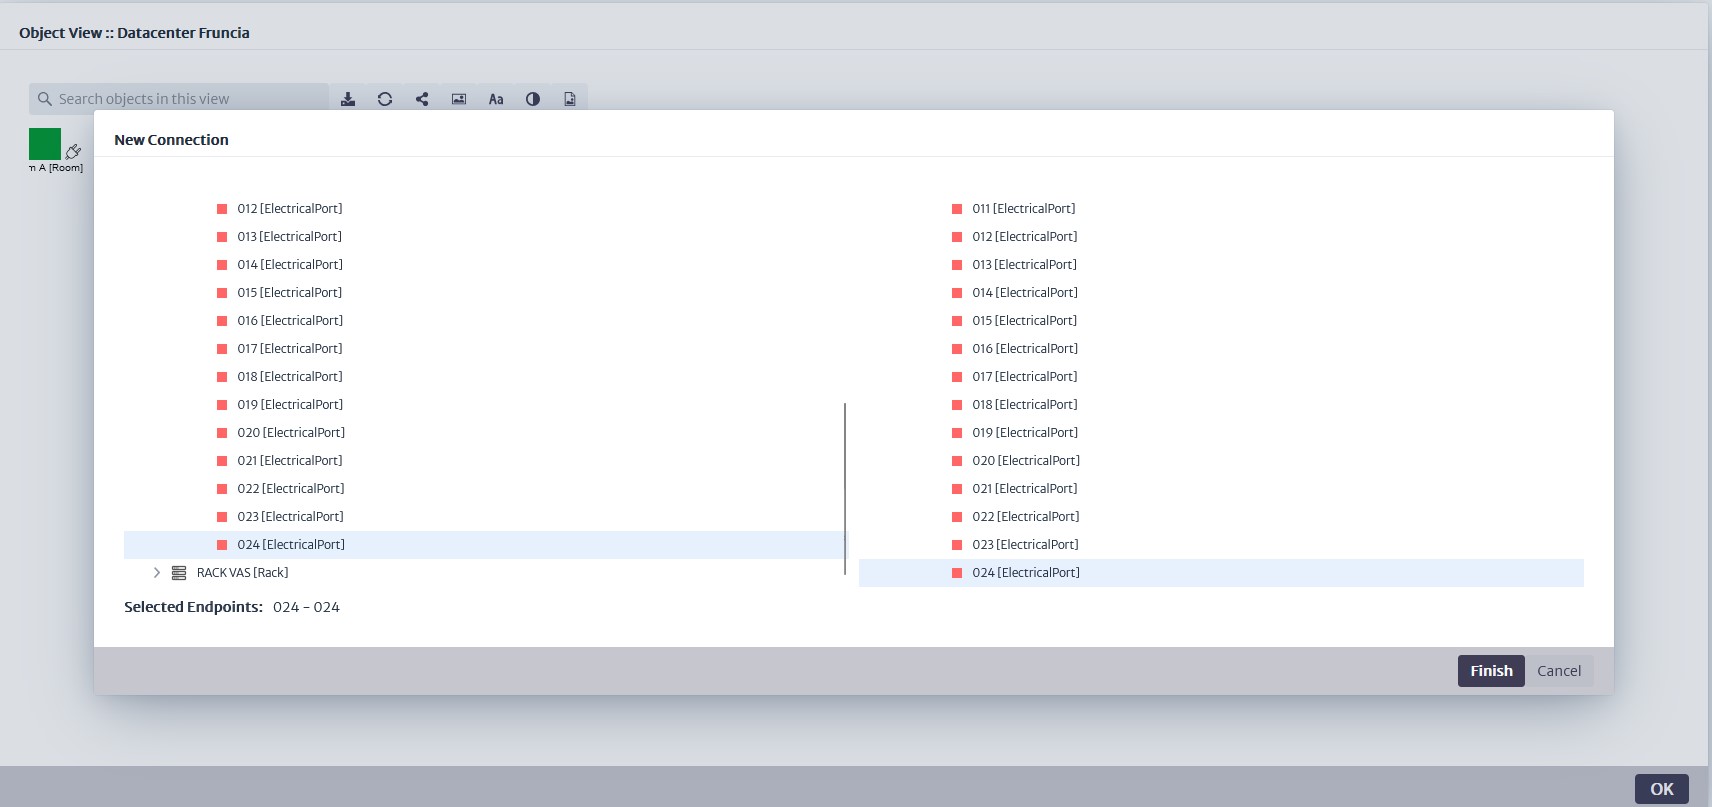 Object View :: Datacenter Fruncia
Search objects in this view
Aa
m A [Room]
New Connection
012 [ElectricalPort]
013 [ElectricalPort]
014 [ElectricalPort]
015 [ElectricalPort]
016 [ElectricalPort]
017 [ElectricalPort]
018 [ElectricalPort]
019 [ElectricalPort]
020 [ElectricalPort]
021 [ElectricalPort]
022 [ElectricalPort]
023 [ElectricalPort]
024 [ElectricalPort]
RACK VAS [Rack]
011 [ElectricalPort]
012 [ElectricalPort]
013 [ElectricalPort]
014 [ElectricalPort]
015 [ElectricalPort]
016 [ElectricalPort]
017 [ElectricalPort]
018 [ElectricalPort]
019 [ElectricalPort]
020 [ElectricalPort]
021 [ElectricalPort]
022 [ElectricalPort]
023 [ElectricalPort]
024 [ElectricalPort]
Selected Endpoints: 024 - 024
Finish
Cancel
OK